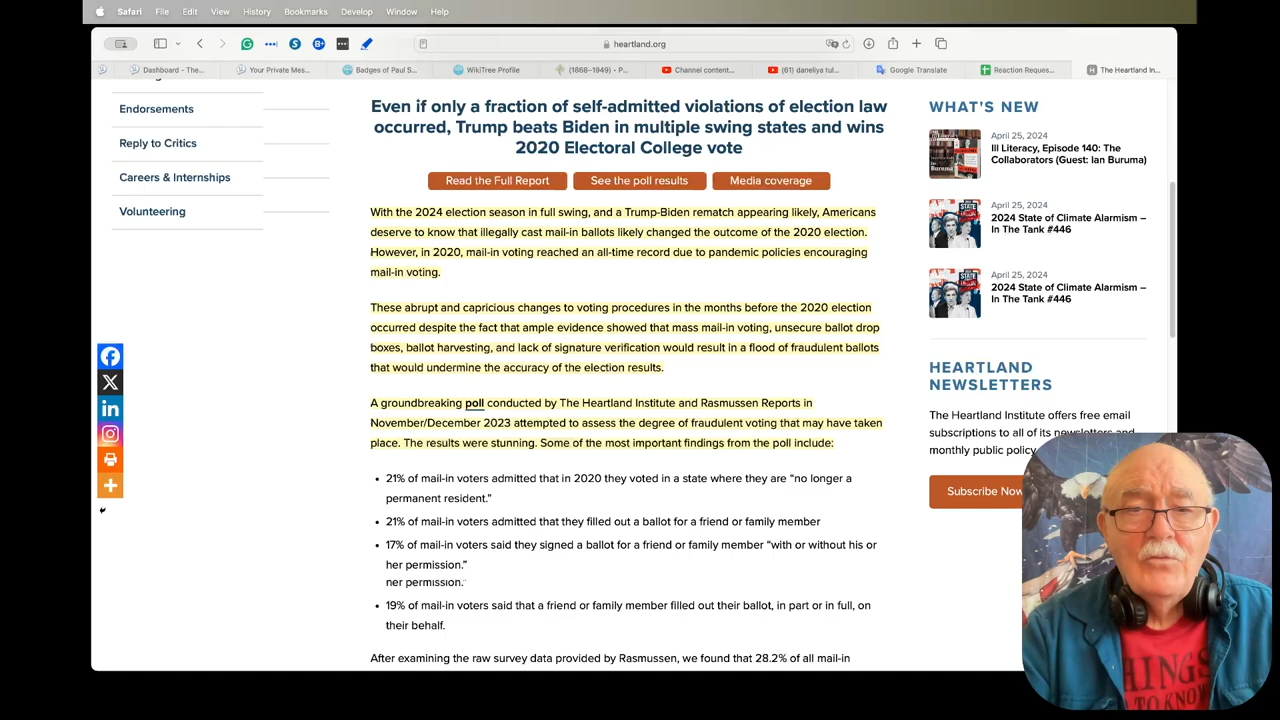 Safari File Edit View History Bookmarks Develop Window Help
heartland.org
Dashboard - The... Your Private Mes... Badges of Paul S... WikiTree Profile (1868–1949) - P... Channel content... (61) daneliya tul... Google Translate Reaction Reques... The Heartland In...
Endorsements
Reply to Critics
Careers & Internships
Volunteering
Even if only a fraction of self-admitted violations of election law
occurred, Trump beats Biden in multiple swing states and wins
2020 Electoral College vote
Read the Full Report See the poll results Media coverage
With the 2024 election season in full swing, and a Trump-Biden rematch appearing likely, Americans
deserve to know that illegally cast mail-in ballots likely changed the outcome of the 2020 election.
However, in 2020, mail-in voting reached an all-time record due to pandemic policies encouraging
mail-in voting.
These abrupt and capricious changes to voting procedures in the months before the 2020 election
occurred despite the fact that ample evidence showed that mass mail-in voting, unsecure ballot drop
boxes, ballot harvesting, and lack of signature verification would result in a flood of fraudulent ballots
that would undermine the accuracy of the election results.
A groundbreaking poll conducted by The Heartland Institute and Rasmussen Reports in
November/December 2023 attempted to assess the degree of fraudulent voting that may have taken
place. The results were stunning. Some of the most important findings from the poll include:
• 21% of mail-in voters admitted that in 2020 they voted in a state where they are “no longer a
permanent resident.”
• 21% of mail-in voters admitted that they filled out a ballot for a friend or family member
• 17% of mail-in voters said they signed a ballot for a friend or family member “with or without his or
her permission.”
her permission.”
• 19% of mail-in voters said that a friend or family member filled out their ballot, in part or in full, on
their behalf.
After examining the raw survey data provided by Rasmussen, we found that 28.2% of all mail-in
WHAT'S NEW
April 25, 2024
Ill Literacy, Episode 140: The
Collaborators (Guest: Ian Buruma)
April 25, 2024
2024 State of Climate Alarmism –
In The Tank #446
April 25, 2024
2024 State of Climate Alarmism –
In The Tank #446
HEARTLAND
NEWSLETTERS
The Heartland Institute offers free email
subscriptions to all of its newsletters and
monthly public policy
Subscribe Now
THINGS
TO KNOW